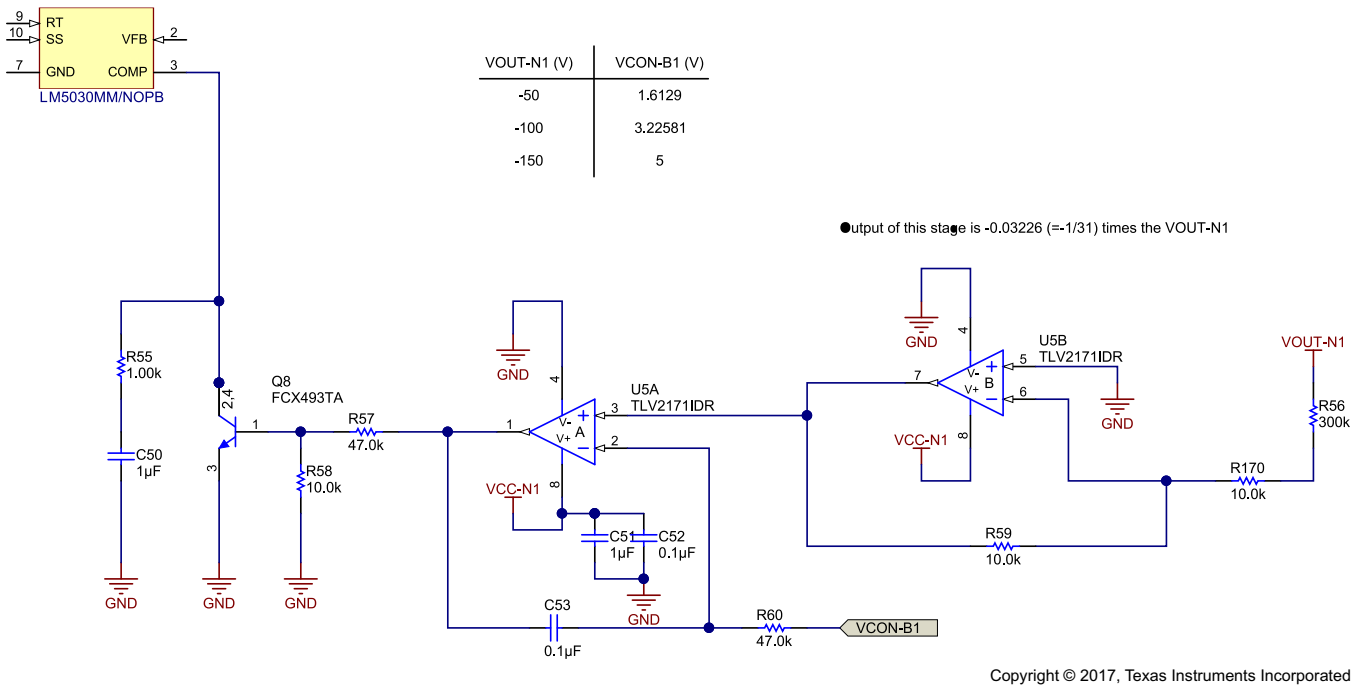 9 RT
10 SS
VFB 2
7 GND
COMP 3
LM5030MM/NOPB
VOUT-N1 (V) VCON-B1 (V)
-50 1.6129
-100 3.22581
-150 5
Output of this stage is -0.03226 (=-1/31) times the VOUT-N1
R55
1.00k
C50
1µF
GND
Q8
FCX493TA
2,4
1
3
GND
R57
47.0k
R58
10.0k
GND
GND
4
U5A
TLV2171IDR
1
V-
V+
A
+
-
3
2
8
VCC-N1
C51
1µF
C52
0.1µF
GND
C53
0.1µF
R60
47.0k
VCON-B1
GND
4
U5B
TLV2171IDR
7
V-
V+
B
+
-
5
6
8
VCC-N1
GND
R59
10.0k
R170
10.0k
VOUT-N1
R56
300k
Copyright © 2017, Texas Instruments Incorporated